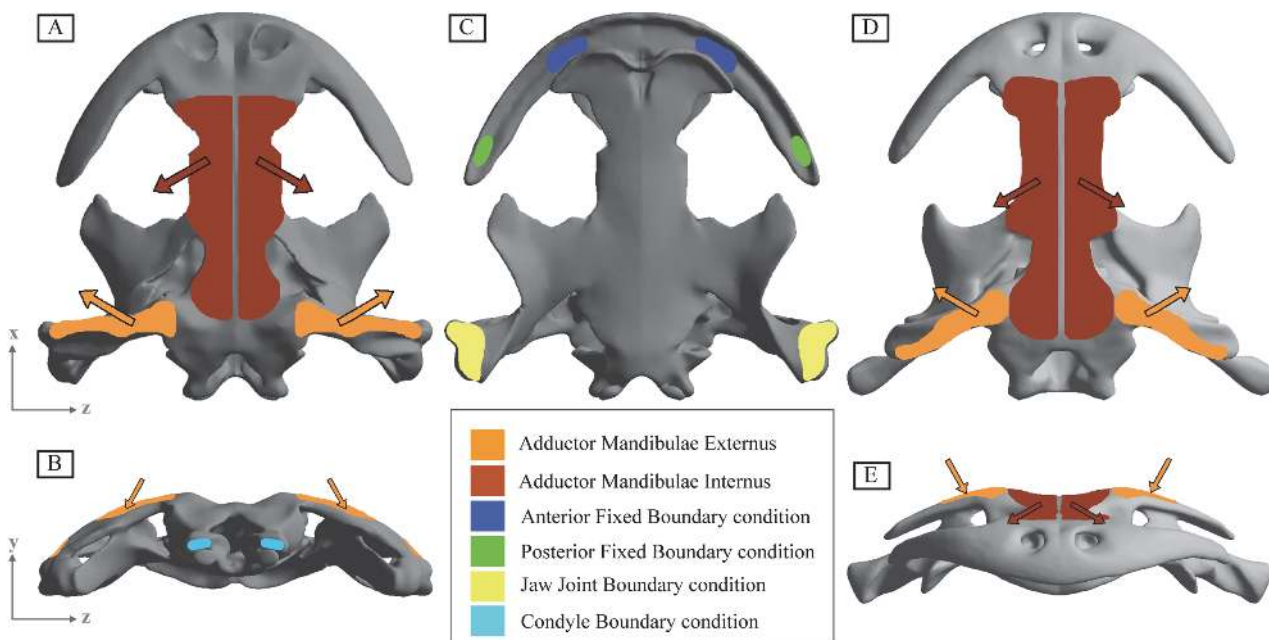 A
C
D
x
z
B
y
z
E
Adductor Mandibulae Externus
Adductor Mandibulae Internus
Anterior Fixed Boundary condition
Posterior Fixed Boundary condition
Jaw Joint Boundary condition
Condyle Boundary condition